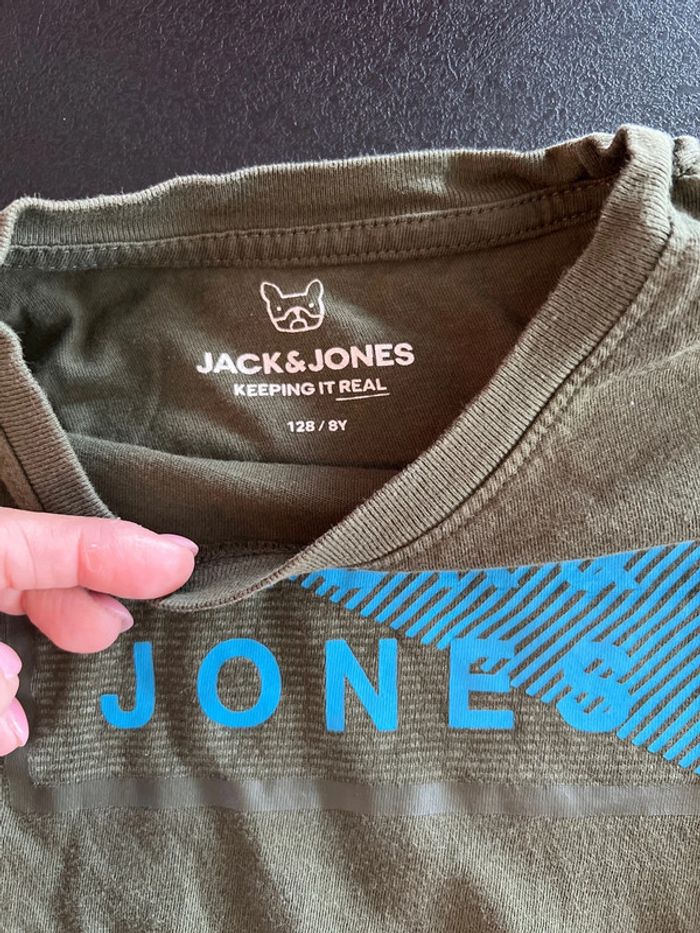 JACK&JONES
KEEPING IT REAL
128 / 8Y
JONES